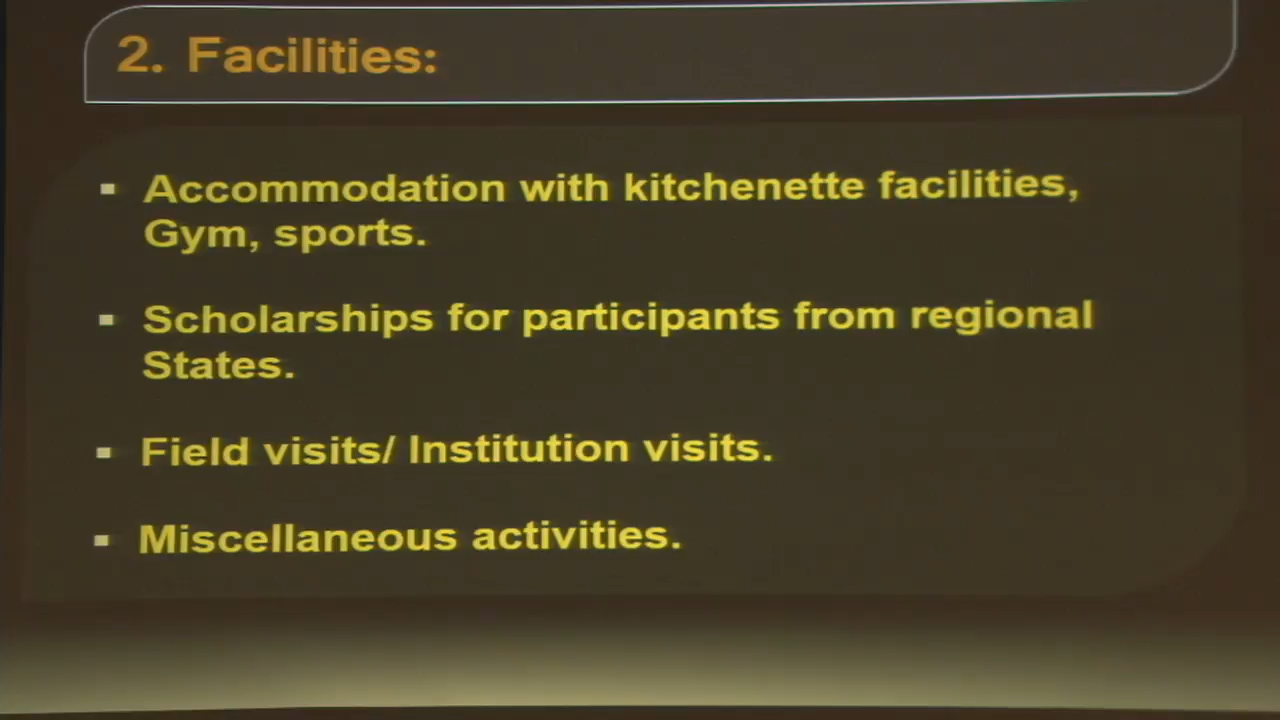 2. Facilities:
▪ Accommodation with kitchenette facilities,
Gym, sports.
▪ Scholarships for participants from regional
States.
▪ Field visits/ Institution visits.
▪ Miscellaneous activities.